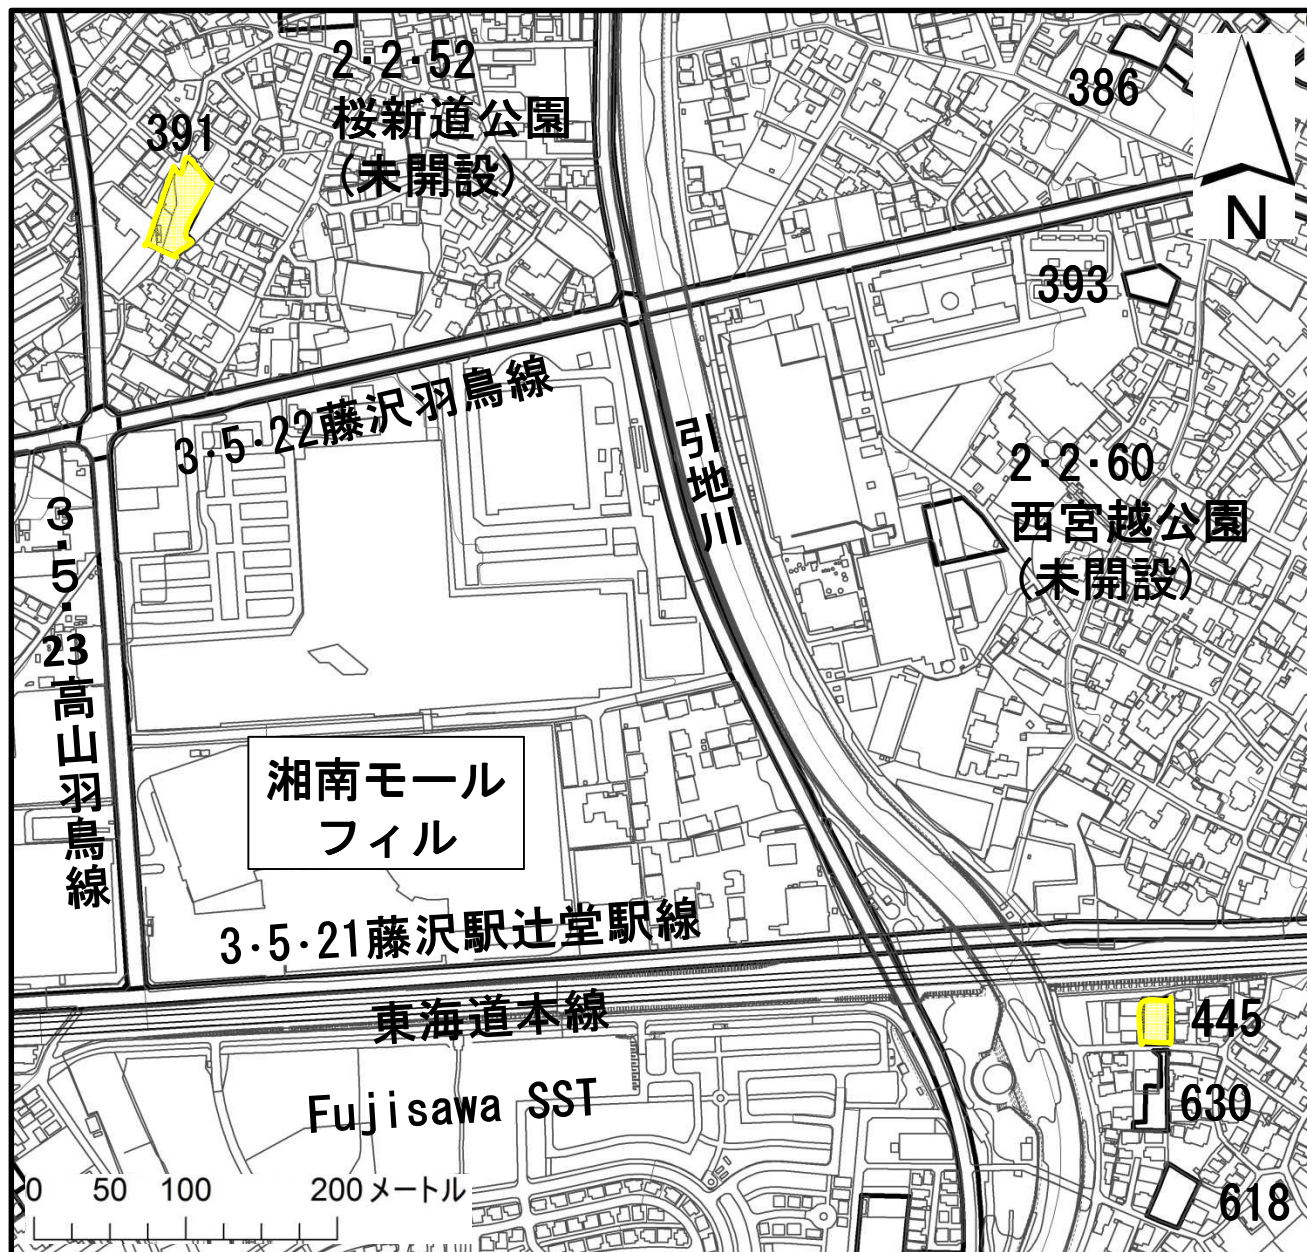 2・2・52
桜新道公園
(未開設)
386
391
N
393
3・5・22藤沢羽鳥線
引地川
2・2・60
西宮越公園
(未開設)
3・5・23高山羽鳥線
湘南モール
フィル
3・5・21藤沢駅辻堂駅線
東海道本線
445
Fujisawa SST
630
618
0 50 100 200メートル